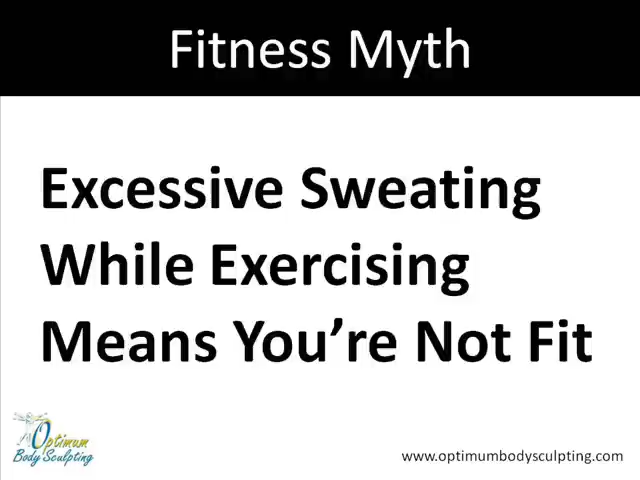 Fitness Myth
Excessive Sweating
While Exercising
Means You’re Not Fit
Optimum
Body Sculpting
www.optimumbodysculpting.com